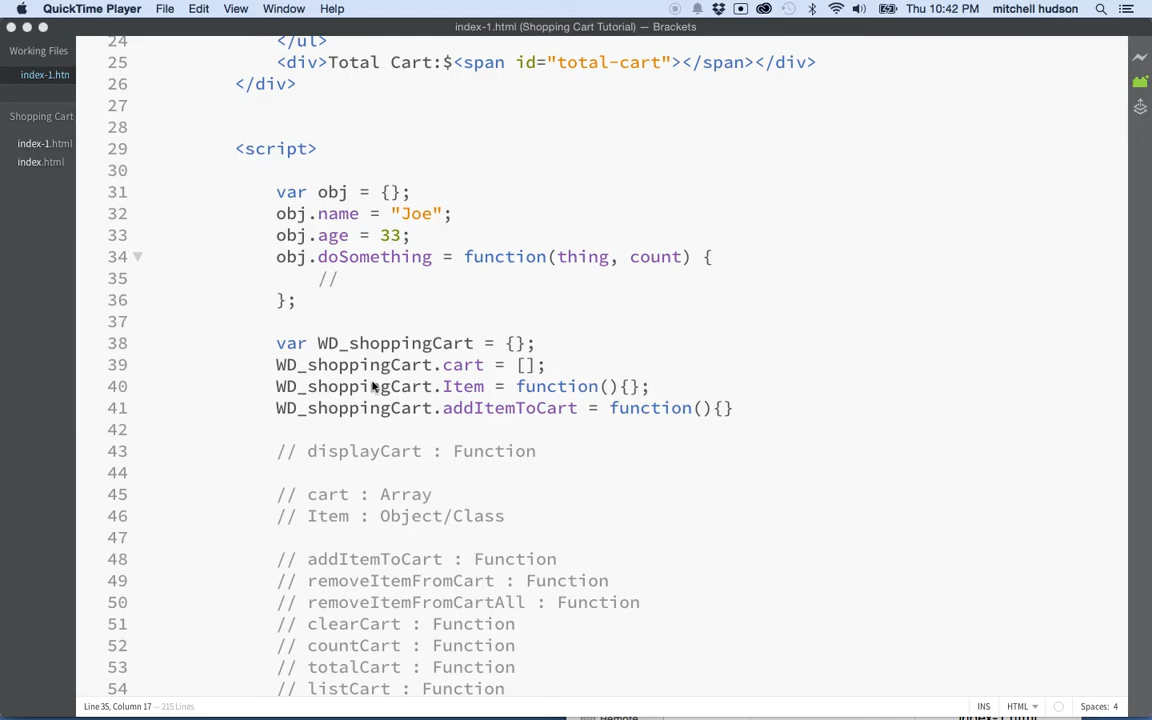 QuickTime Player File Edit View Window Help Thu 10:42 PM mitchell hudson
index-1.html (Shopping Cart Tutorial) — Brackets
Working Files
index-1.htn
Shopping Cart
index-1.html
index.html
24 </ul>
25 <div>Total Cart:$<span id="total-cart"></span></div>
26 </div>
27
28
29 <script>
30
31 var obj = {};
32 obj.name = "Joe";
33 obj.age = 33;
34 obj.doSomething = function(thing, count) {
35 //
36 };
37
38 var WD_shoppingCart = {};
39 WD_shoppingCart.cart = [];
40 WD_shoppingCart.Item = function(){};
41 WD_shoppingCart.addItemToCart = function(){}
42
43 // displayCart : Function
44
45 // cart : Array
46 // Item : Object/Class
47
48 // addItemToCart : Function
49 // removeItemFromCart : Function
50 // removeItemFromCartAll : Function
51 // clearCart : Function
52 // countCart : Function
53 // totalCart : Function
54 // listCart : Function
Line 35, Column 17 — 215 Lines INS HTML Spaces: 4